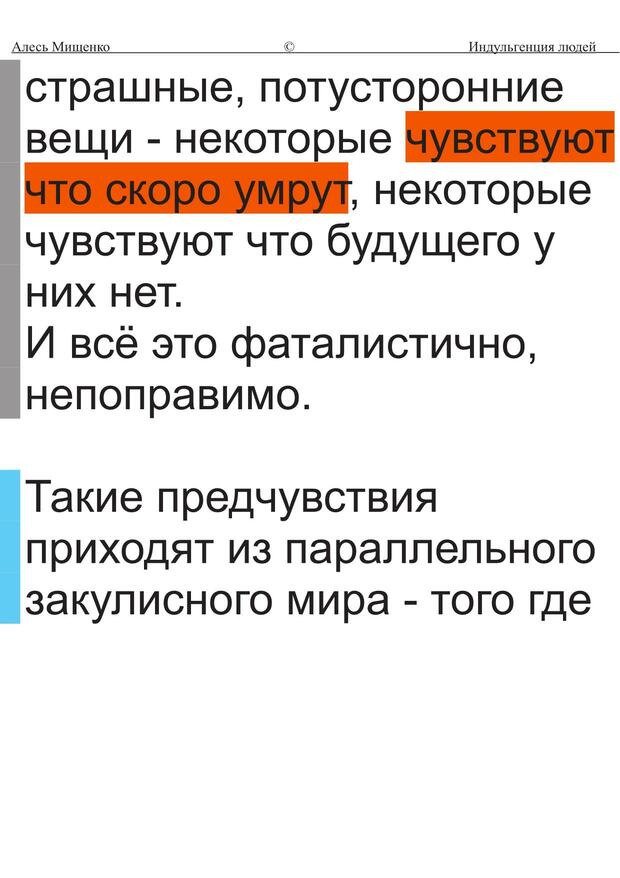 Алесь Мищенко © Индульгенция людей
страшные, потусторонние
вещи - некоторые чувствуют
что скоро умрут, некоторые
чувствуют что будущего у
них нет.
И всё это фаталистично,
непоправимо.
Такие предчувствия
приходят из параллельного
закулисного мира - того где